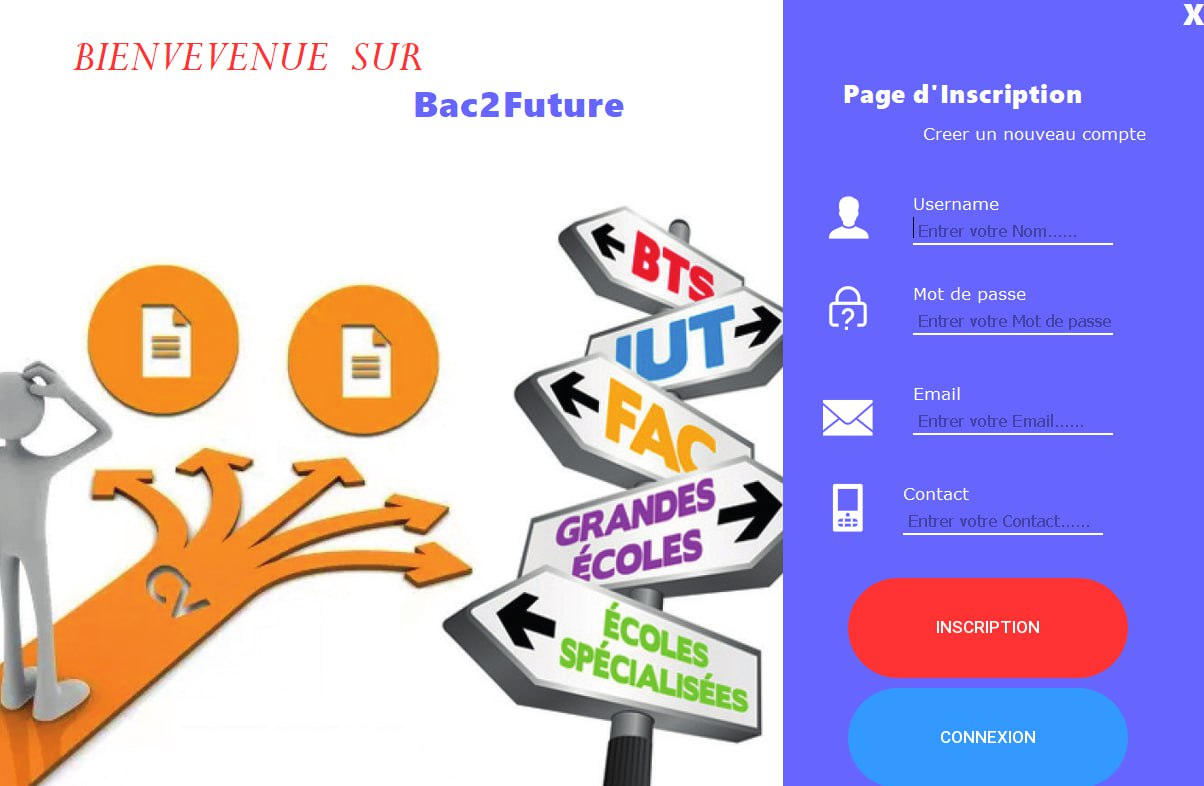 BIENVEVENUE SUR
Bac2Future
BTS
IUT
FAC
GRANDES
ÉCOLES
ÉCOLES
SPÉCIALISÉES
X
Page d'Inscription
Creer un nouveau compte
Username
Entrer votre Nom......
Mot de passe
Entrer votre Mot de passe
Email
Entrer votre Email......
Contact
Entrer votre Contact......
INSCRIPTION
CONNEXION